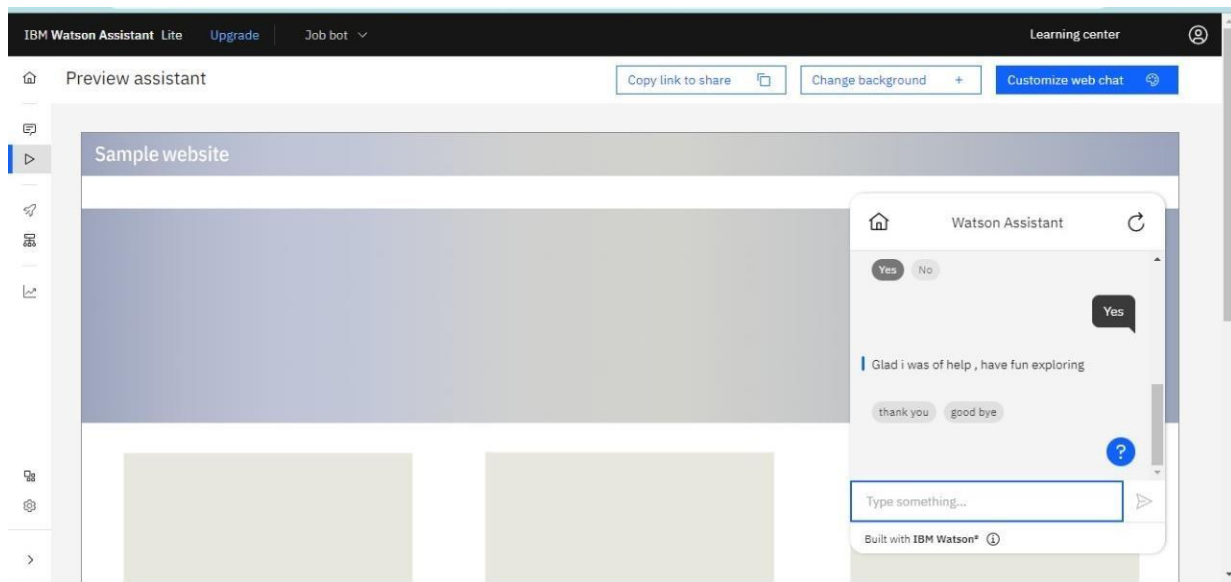 IBM Watson Assistant Lite Upgrade Job bot Learning center
Preview assistant Copy link to share Change background + Customize web chat
Sample website
Watson Assistant
Yes No
Yes
Glad i was of help , have fun exploring
thank you good bye
?
Type something...
Built with IBM Watson®